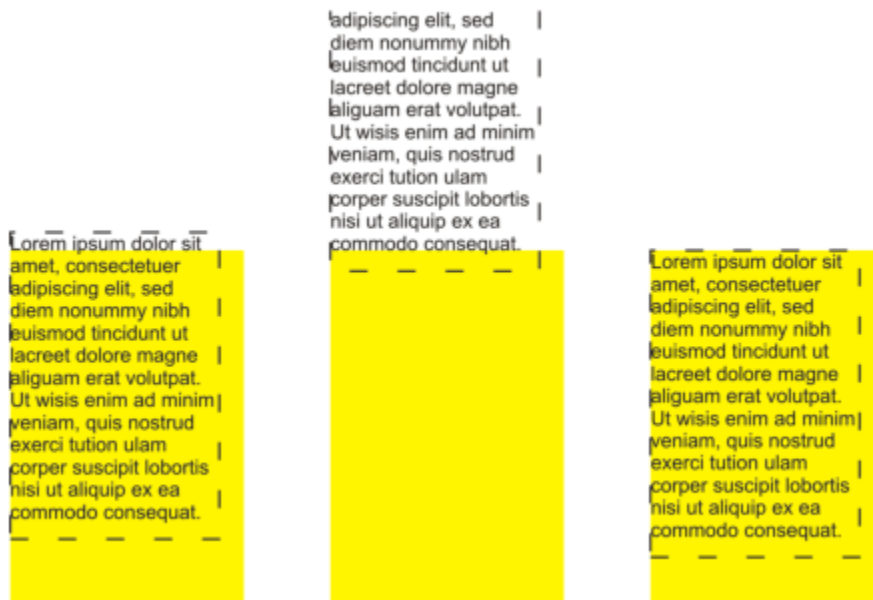 Lorem ipsum dolor sit
amet, consectetuer
adipiscing elit, sed
diem nonummy nibh
euismod tincidunt ut
lacreet dolore magne
aliguam erat volutpat.
Ut wisis enim ad minim
veniam, quis nostrud
exerci tution ulam
corper suscipit lobortis
nisi ut aliquip ex ea
commodo consequat.
adipiscing elit, sed
diem nonummy nibh
euismod tincidunt ut
lacreet dolore magne
aliguam erat volutpat.
Ut wisis enim ad minim
veniam, quis nostrud
exerci tution ulam
corper suscipit lobortis
nisi ut aliquip ex ea
commodo consequat.
Lorem ipsum dolor sit
amet, consectetuer
adipiscing elit, sed
diem nonummy nibh
euismod tincidunt ut
lacreet dolore magne
aliguam erat volutpat.
Ut wisis enim ad minim
veniam, quis nostrud
exerci tution ulam
corper suscipit lobortis
nisi ut aliquip ex ea
commodo consequat.